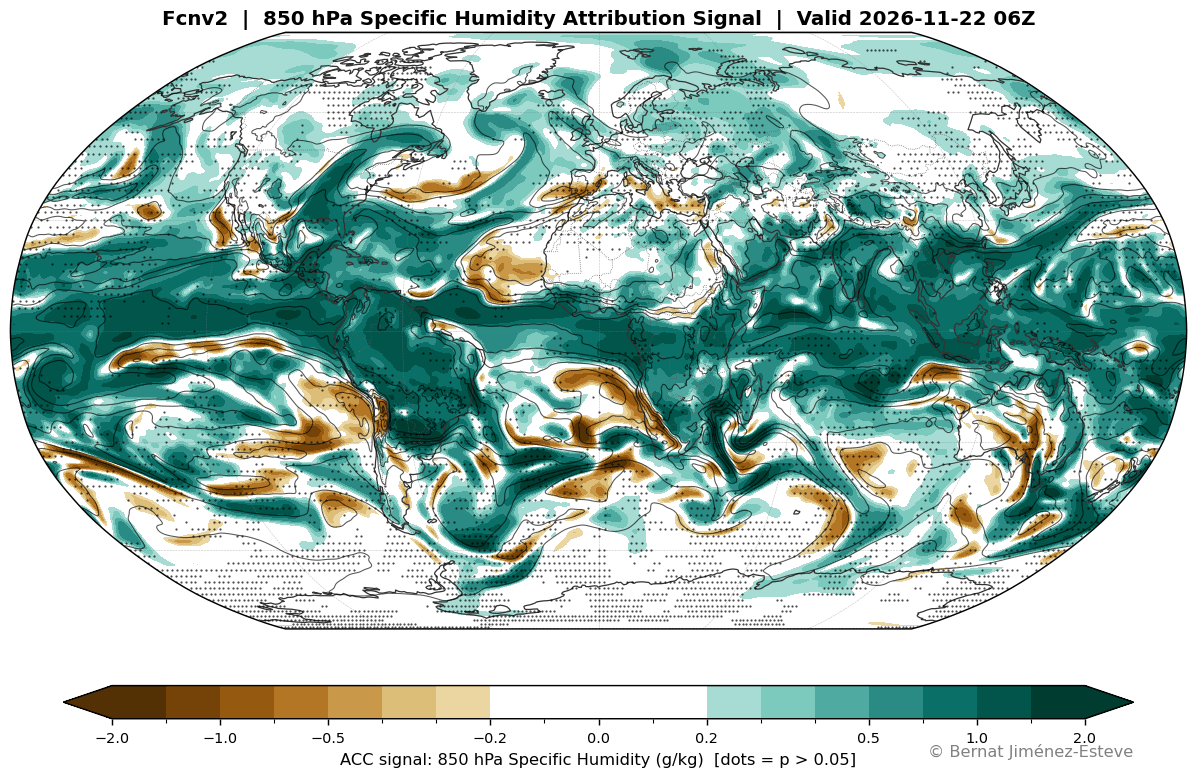 Fcnv2 | 850 hPa Specific Humidity Attribution Signal | Valid 2026-11-22 06Z
−2.0 −1.0 −0.5 −0.2 0.0 0.2 0.5 1.0 2.0
ACC signal: 850 hPa Specific Humidity (g/kg) [dots = p > 0.05]
© Bernat Jiménez-Esteve